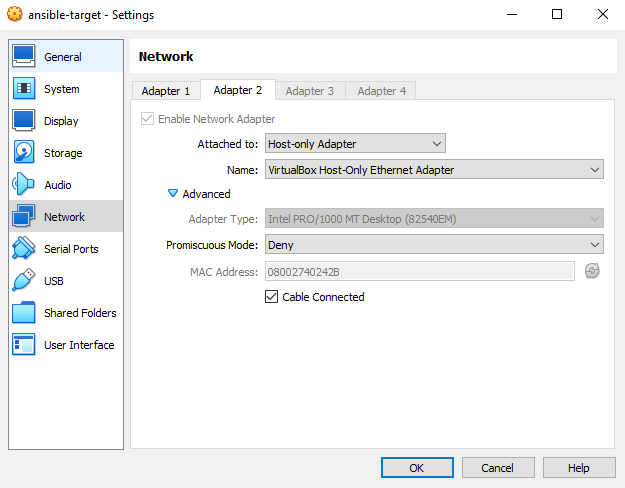 ansible-target - Settings
General
System
Display
Storage
Audio
Network
Serial Ports
USB
Shared Folders
User Interface
Network
Adapter 1 Adapter 2 Adapter 3 Adapter 4
Enable Network Adapter
Attached to: Host-only Adapter
Name: VirtualBox Host-Only Ethernet Adapter
Advanced
Adapter Type: Intel PRO/1000 MT Desktop (82540EM)
Promiscuous Mode: Deny
MAC Address: 08002740242B
Cable Connected
OK Cancel Help